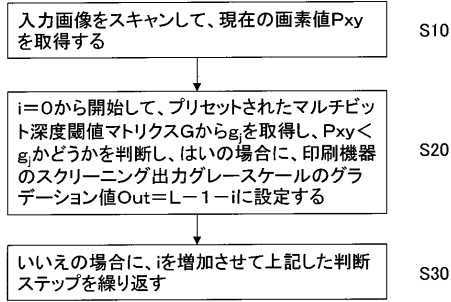 入力画像をスキャンして、現在の画素値Pxy
を取得する
S10
i=0から開始して、プリセットされたマルチビッ
ト深度閾値マトリクスGからgjを取得し、Pxy<
gjかどうかを判断し、はいの場合に、印刷機器
のスクリーニング出力グレースケールのグラ
デーション値Out=L-1-iに設定する
S20
いいえの場合に、iを増加させて上記した判断
ステップを繰り返す
S30